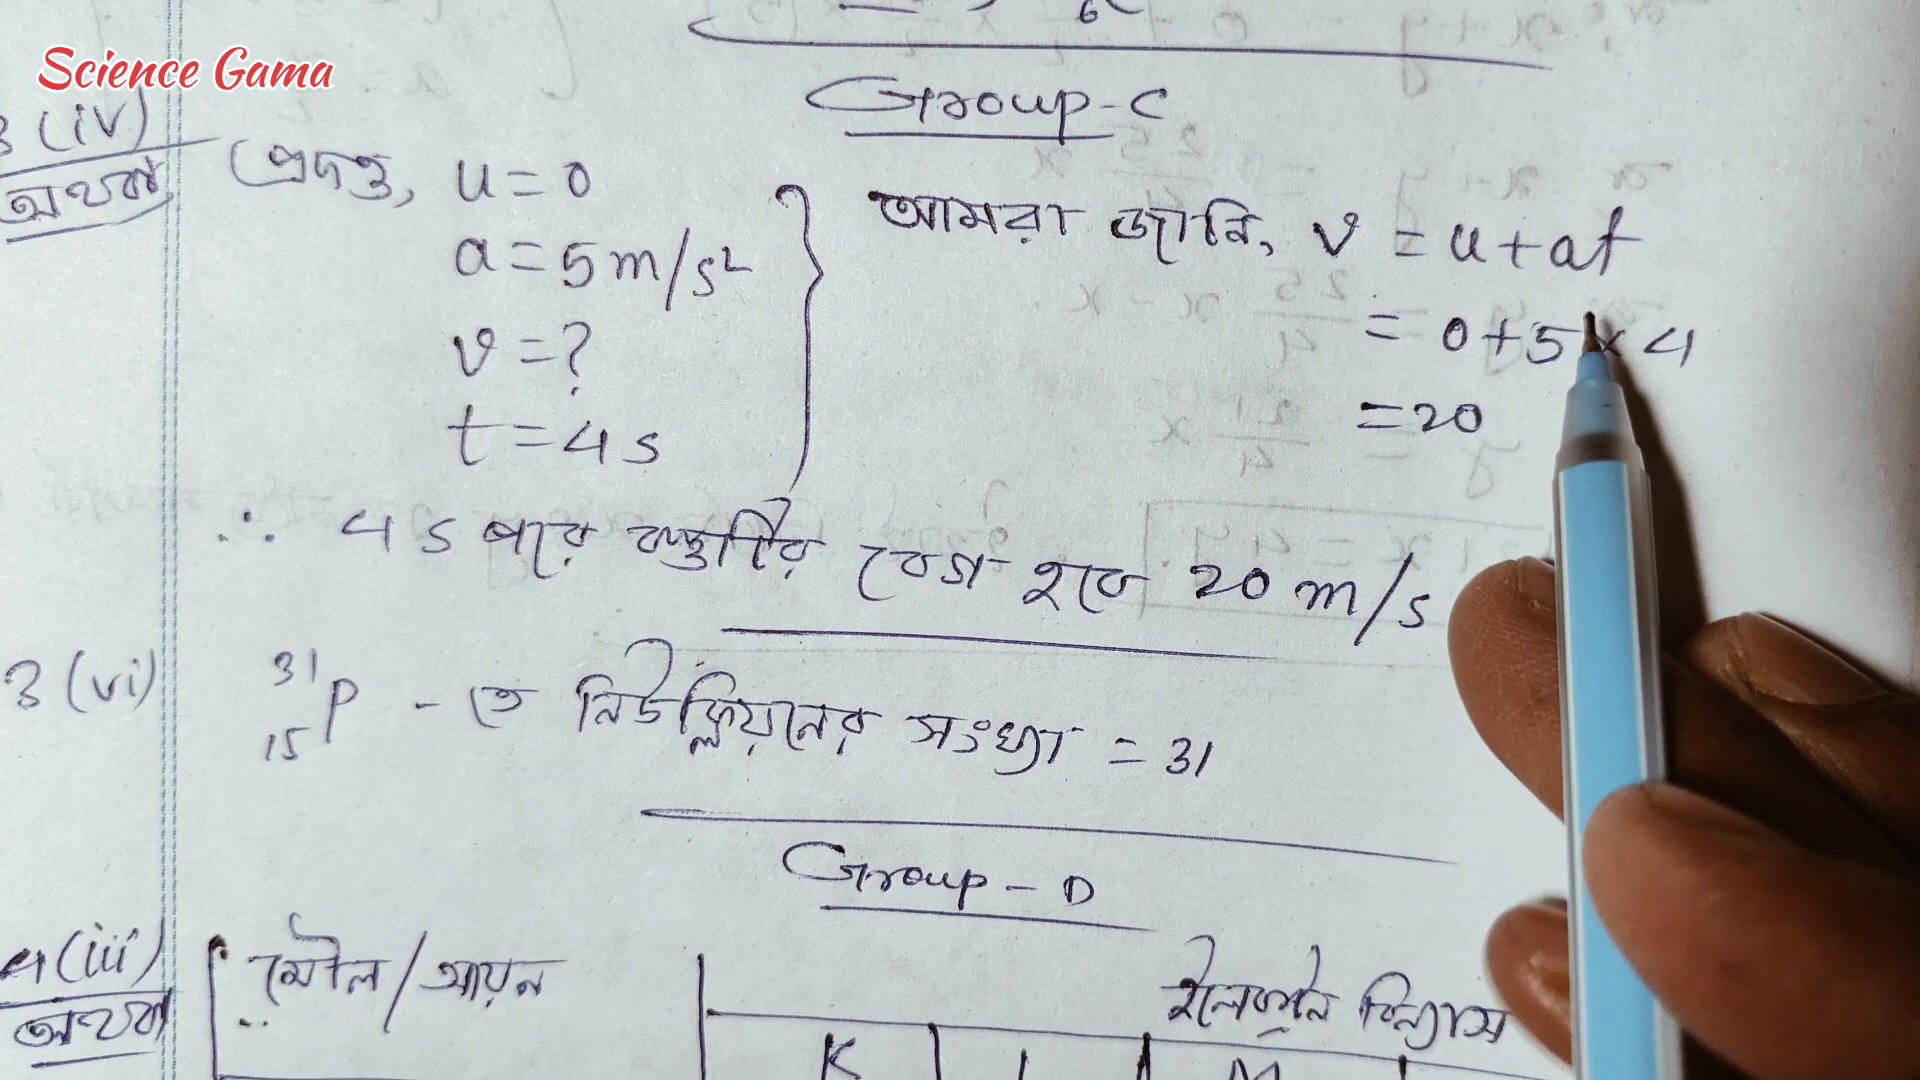 Science Gama
Group-C
3 (iv)
অথবা
প্রদত্ত, u = 0
a = 5 m/s²
v = ?
t = 4 s
আমরা জানি, v = u + at
= 0 + 5 × 4
= 20
∴ 4 s পরে বস্তুটির বেগ হবে 20 m/s
3 (vi) ³¹₁₅P - তে নিউক্লিয়নের সংখ্যা = 31
Group - D
4 (iii)
অথবা
মৌল/আয়ন
ইলেকট্রন বিন্যাস
K L M